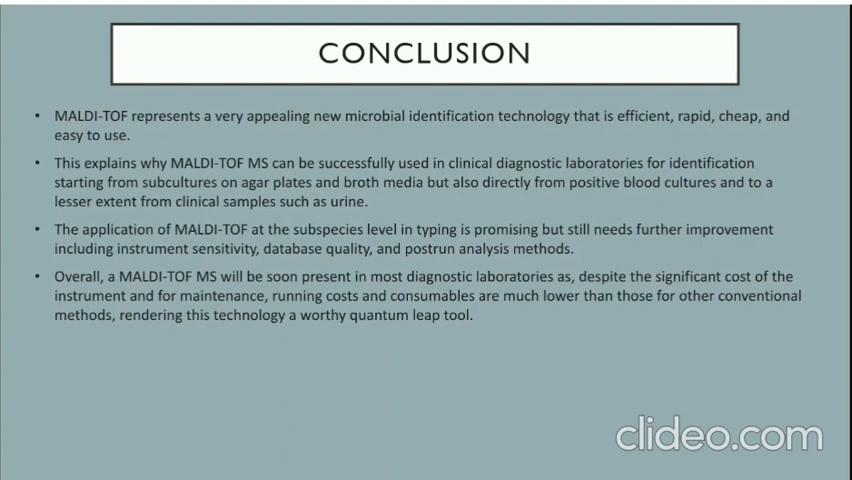 CONCLUSION
• MALDI-TOF represents a very appealing new microbial identification technology that is efficient, rapid, cheap, and
easy to use.
• This explains why MALDI-TOF MS can be successfully used in clinical diagnostic laboratories for identification
starting from subcultures on agar plates and broth media but also directly from positive blood cultures and to a
lesser extent from clinical samples such as urine.
• The application of MALDI-TOF at the subspecies level in typing is promising but still needs further improvement
including instrument sensitivity, database quality, and postrun analysis methods.
• Overall, a MALDI-TOF MS will be soon present in most diagnostic laboratories as, despite the significant cost of the
instrument and for maintenance, running costs and consumables are much lower than those for other conventional
methods, rendering this technology a worthy quantum leap tool.
clideo.com